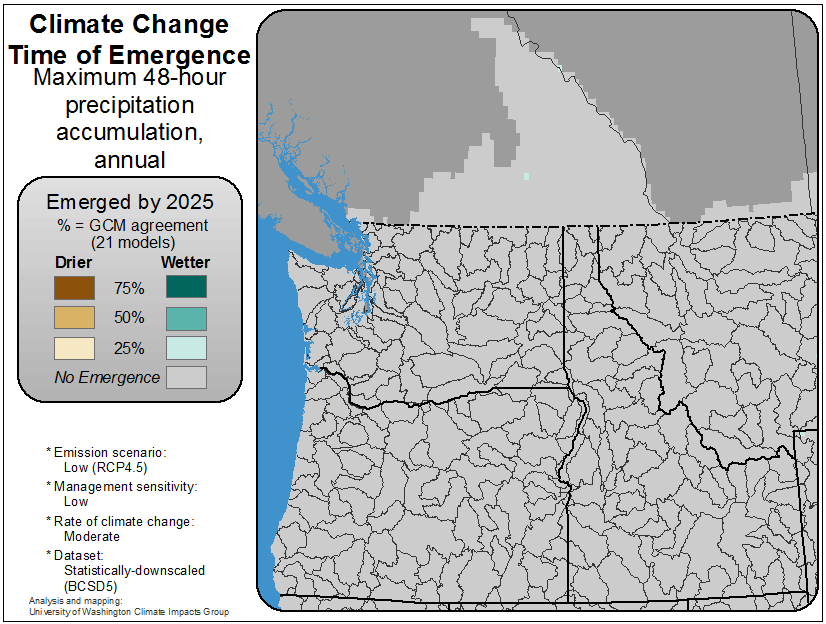 Climate Change
Time of Emergence
Maximum 48-hour
precipitation
accumulation,
annual
Emerged by 2025
% = GCM agreement
(21 models)
Drier Wetter
75%
50%
25%
No Emergence
* Emission scenario:
Low (RCP4.5)
* Management sensitivity:
Low
* Rate of climate change:
Moderate
* Dataset:
Statistically-downscaled
(BCSD5)
Analysis and mapping:
University of Washington Climate Impacts Group